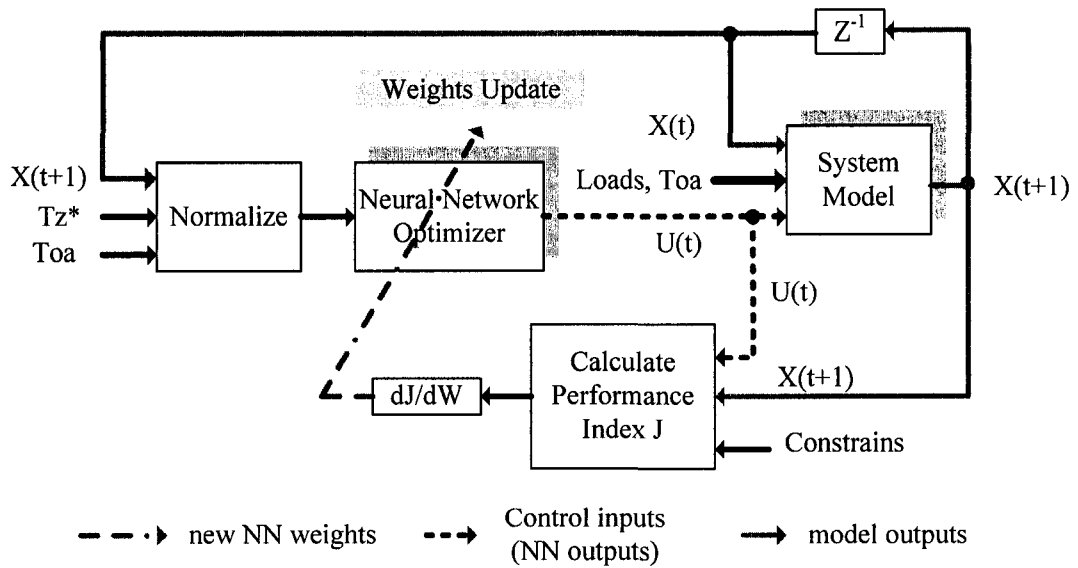 Z-1
Weights Update
X(t)
System
Model
X(t+1)
Tz*
Toa
Normalize
Neural Network
Optimizer
Loads, Toa
U(t)
X(t+1)
U(t)
Calculate
Performance
Index J
X(t+1)
dJ/dW
Constrains
new NN weights
Control inputs
(NN outputs)
model outputs